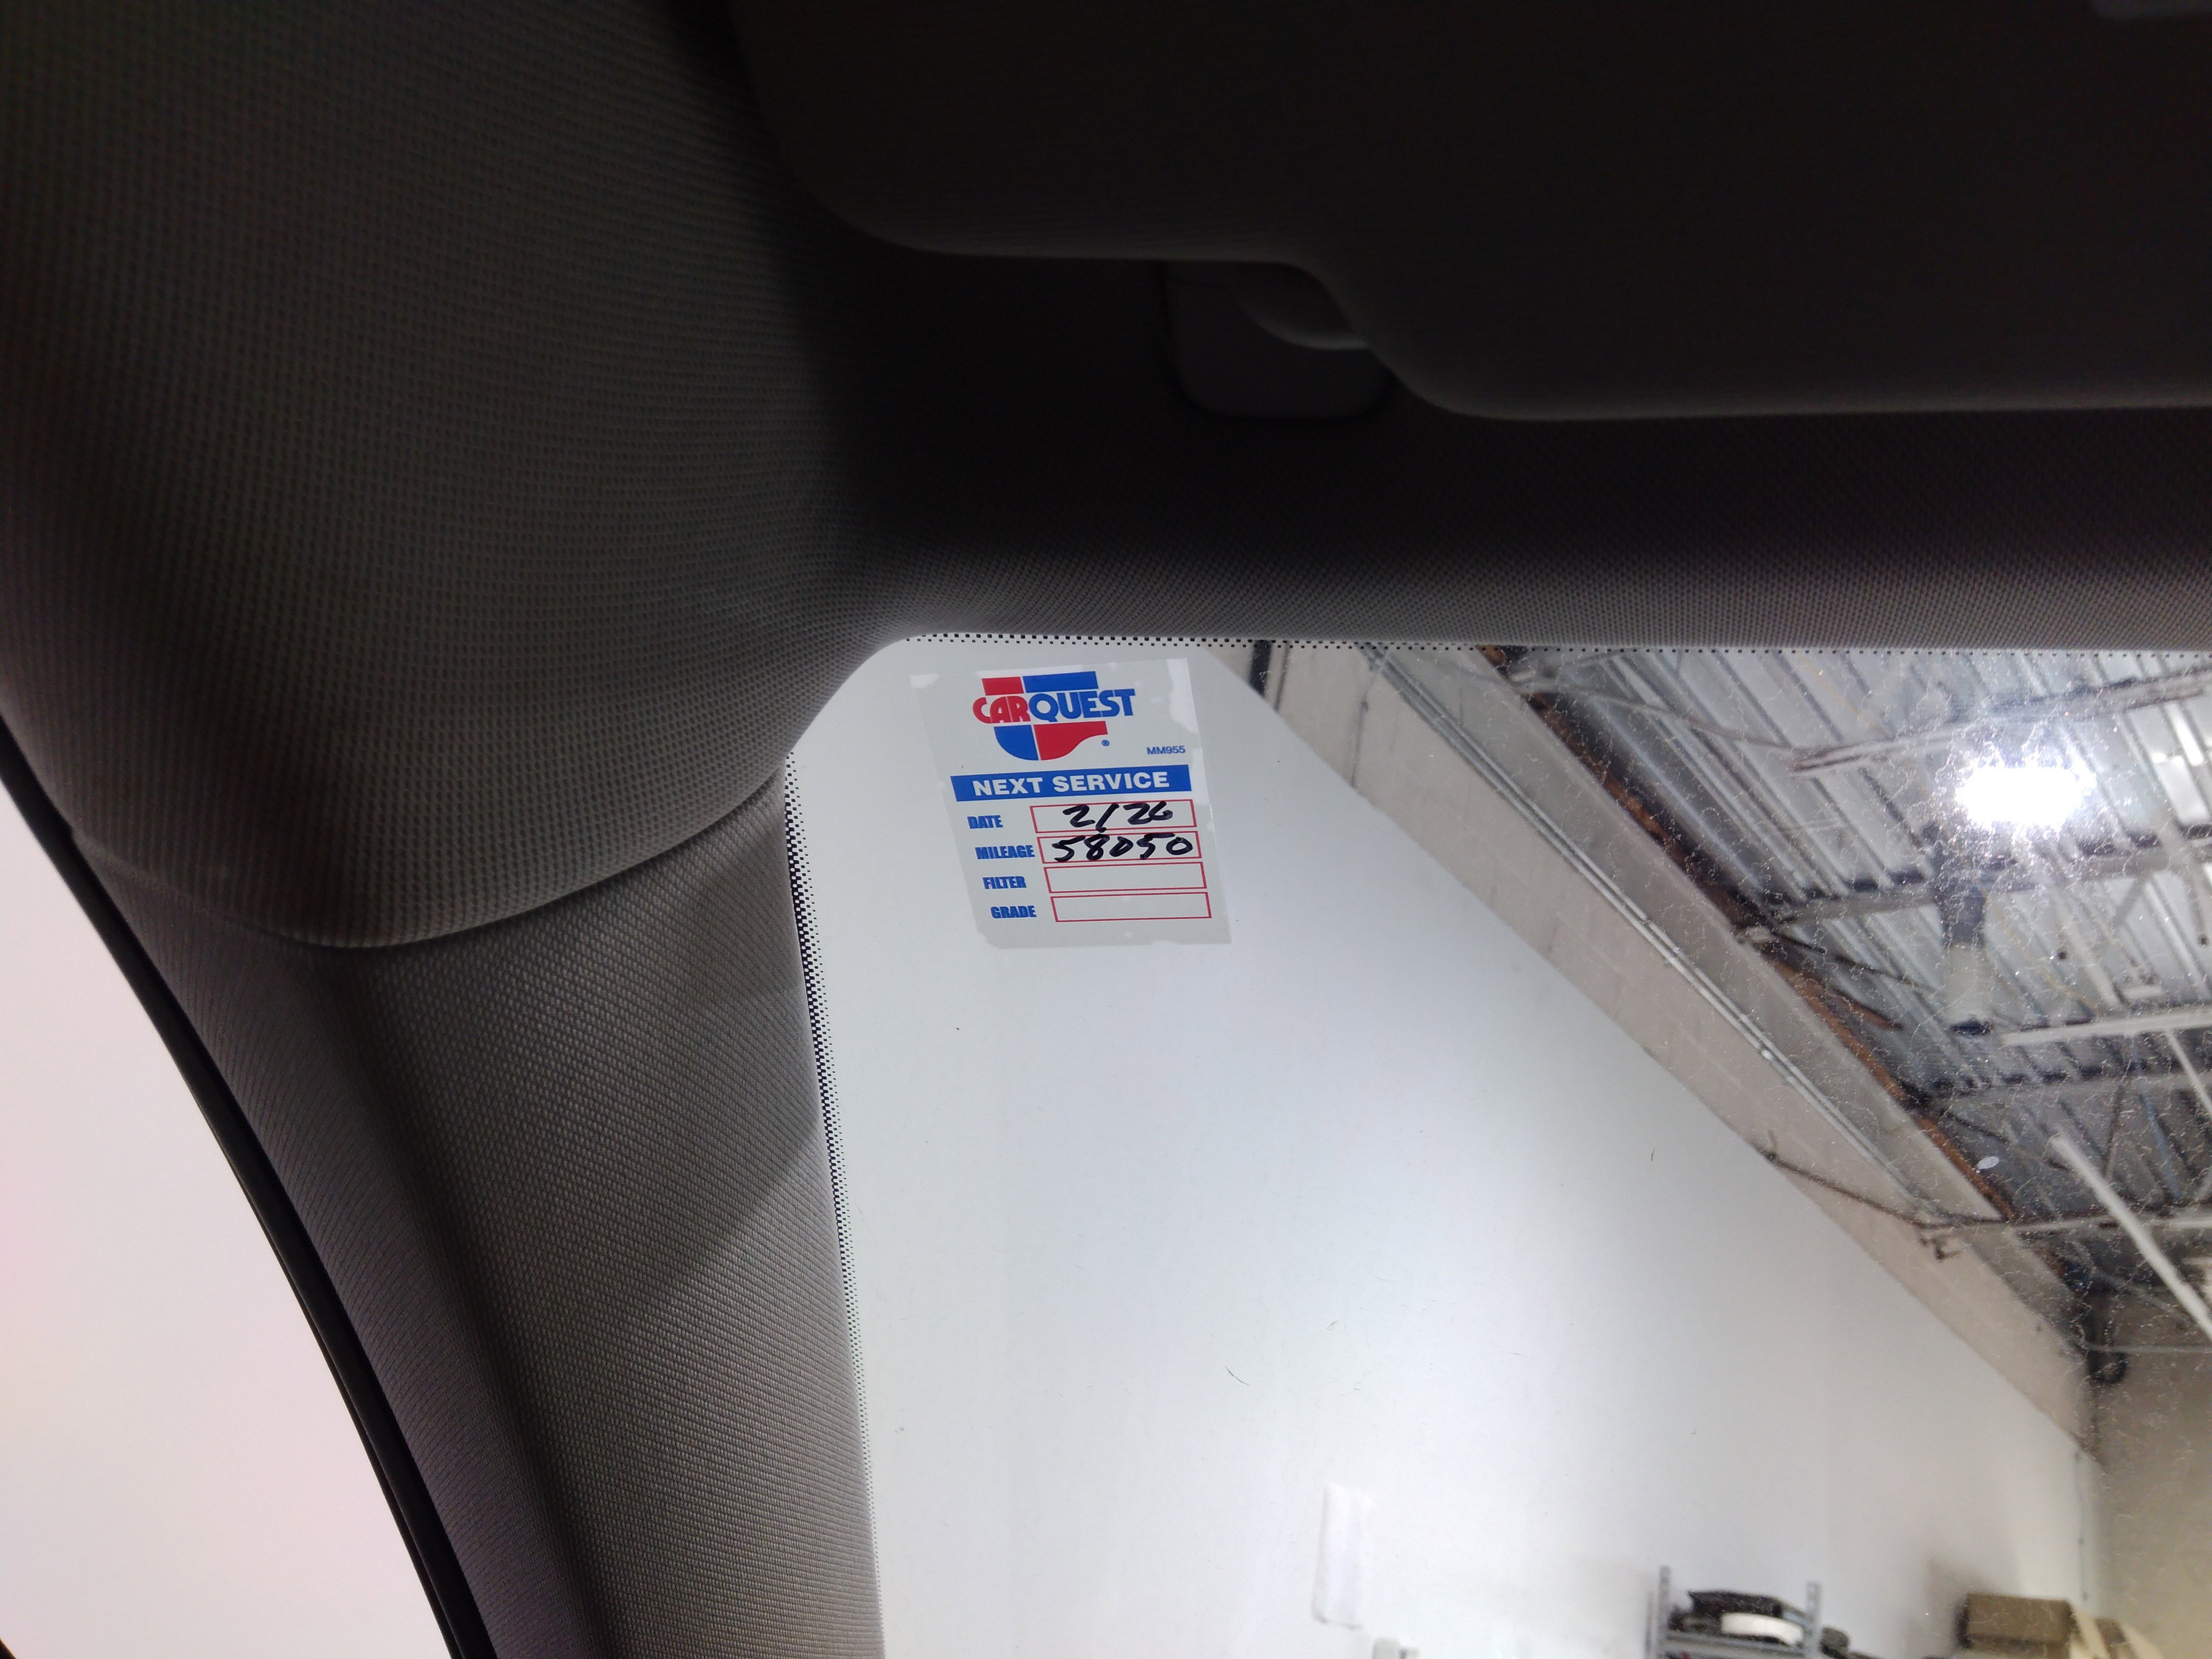 CARQUEST®
MM955
NEXT SERVICE
DATE 2/26
MILEAGE 58050
FILTER
GRADE